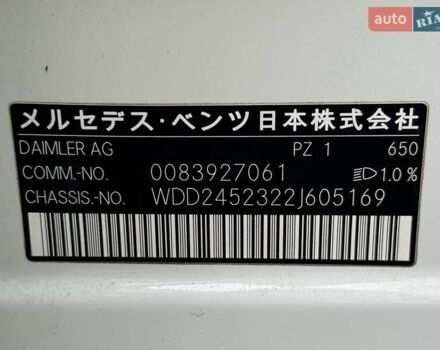 auto RIA
メルセデス・ベンツ日本株式会社
DAIMLER AG PZ 1 650
COMM.-NO. 0083927061 1.0 %
CHASSIS.-NO. WDD2452322J605169